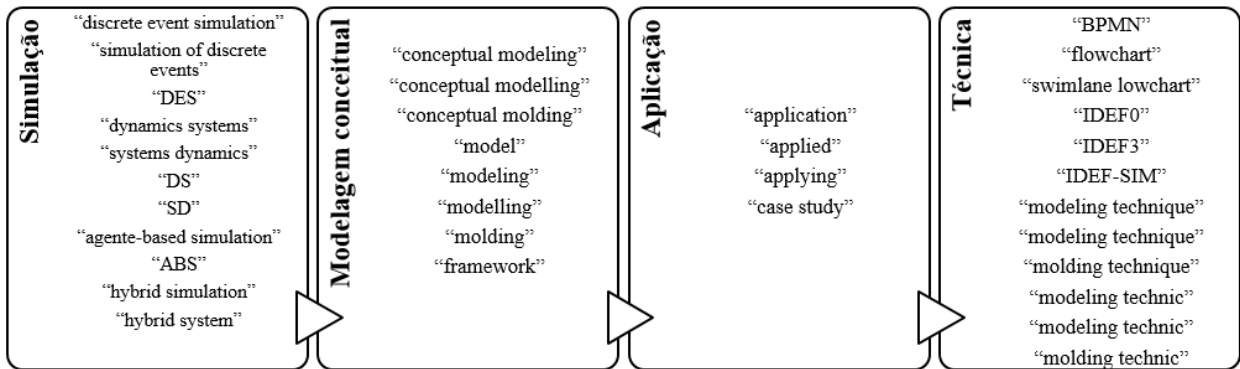 Simulação
“discrete event simulation”
“simulation of discrete
events”
“DES”
“dynamics systems”
“systems dynamics”
“DS”
“SD”
“agente-based simulation”
“ABS”
“hybrid simulation”
“hybrid system”
Modelagem conceitual
“conceptual modeling”
“conceptual modelling”
“conceptual molding”
“model”
“modeling”
“modelling”
“molding”
“framework”
Aplicação
“application”
“applied”
“applying”
“case study”
Técnica
“BPMN”
“flowchart”
“swimlane lowchart”
“IDEF0”
“IDEF3”
“IDEF-SIM”
“modeling technique”
“modeling technique”
“molding technique”
“modeling technic”
“modeling technic”
“molding technic”